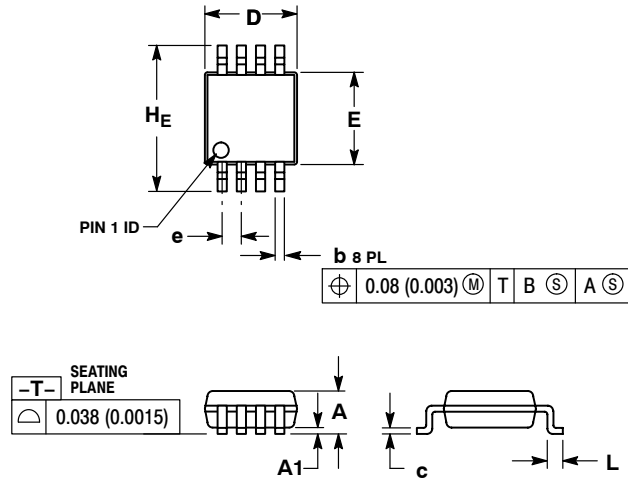 D
HE
E
PIN 1 ID
e
b 8 PL
⌖ 0.08 (0.003) Ⓜ T B Ⓢ A Ⓢ
–T– SEATING PLANE
⌓ 0.038 (0.0015)
A
A1
c
L